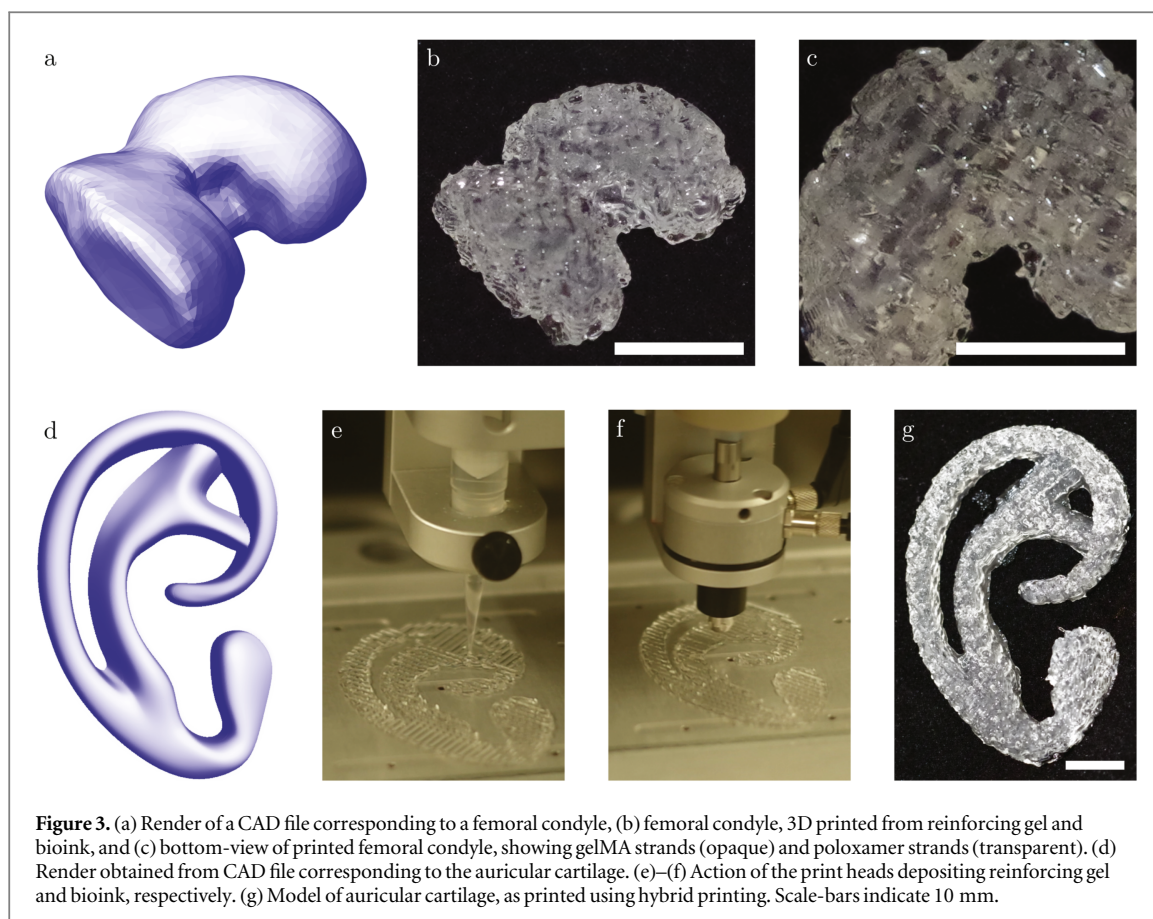 a
b
c
d
e
f
g
Figure 3. (a) Render of a CAD file corresponding to a femoral condyle, (b) femoral condyle, 3D printed from reinforcing gel and
bioink, and (c) bottom-view of printed femoral condyle, showing gelMA strands (opaque) and poloxamer strands (transparent). (d)
Render obtained from CAD file corresponding to the auricular cartilage. (e)–(f) Action of the print heads depositing reinforcing gel
and bioink, respectively. (g) Model of auricular cartilage, as printed using hybrid printing. Scale-bars indicate 10 mm.